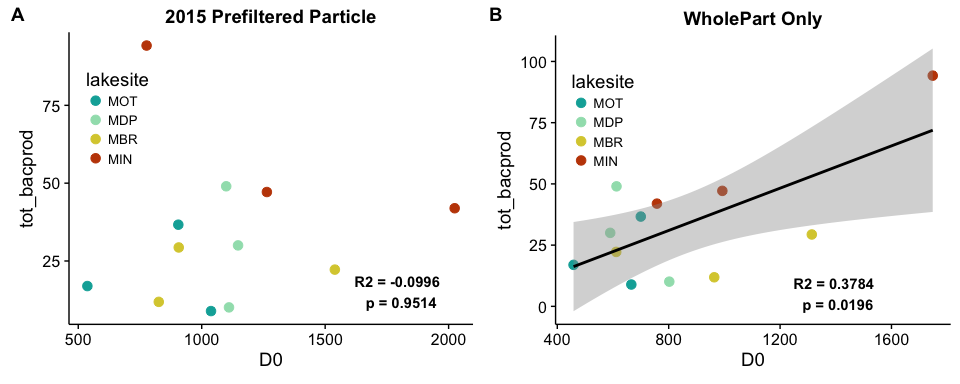 A
2015 Prefiltered Particle
lakesite
MOT
MDP
MBR
MIN
75
50
25
tot_bacprod
R2 = -0.0996
p = 0.9514
500
1000
1500
2000
D0
B
WholePart Only
lakesite
MOT
MDP
MBR
MIN
100
75
50
25
0
tot_bacprod
R2 = 0.3784
p = 0.0196
400
800
1200
1600
D0